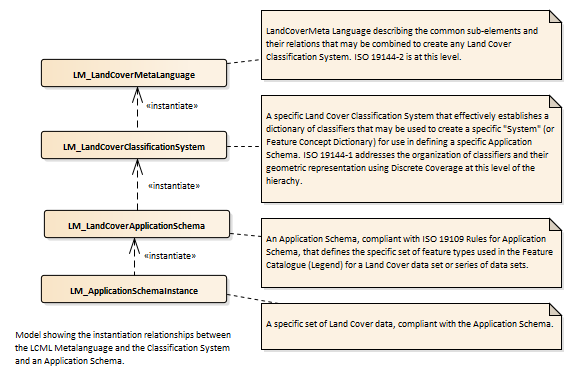 LandCoverMeta Language describing the common sub-elements and
their relations that may be combined to create any Land Cover
Classification System. ISO 19144-2 is at this level.
LM_LandCoverMetaLanguage
«instantiate»
A specific Land Cover Classification System that effectively establishes a
dictionary of classifiers that may be used to create a specific "System" (or
Feature Concept Dictionary) for use in defining a specific Application
Schema. ISO 19144-1 addresses the organization of classifiers and their
geometric representation using Discrete Coverage at this level of the
hierachy.
LM_LandCoverClassificationSystem
«instantiate»
LM_LandCoverApplicationSchema
An Application Schema, compliant with ISO 19109 Rules for Application
Schema, that defines the specific set of feature types used in the Feature
Catalogue (Legend) for a Land Cover data set or series of data sets.
«instantiate»
LM_ApplicationSchemaInstance
A specific set of Land Cover data, compliant with the Application Schema.
Model showing the instantiation relationships between
the LCML Metalanguage and the Classification System
and an Application Schema.